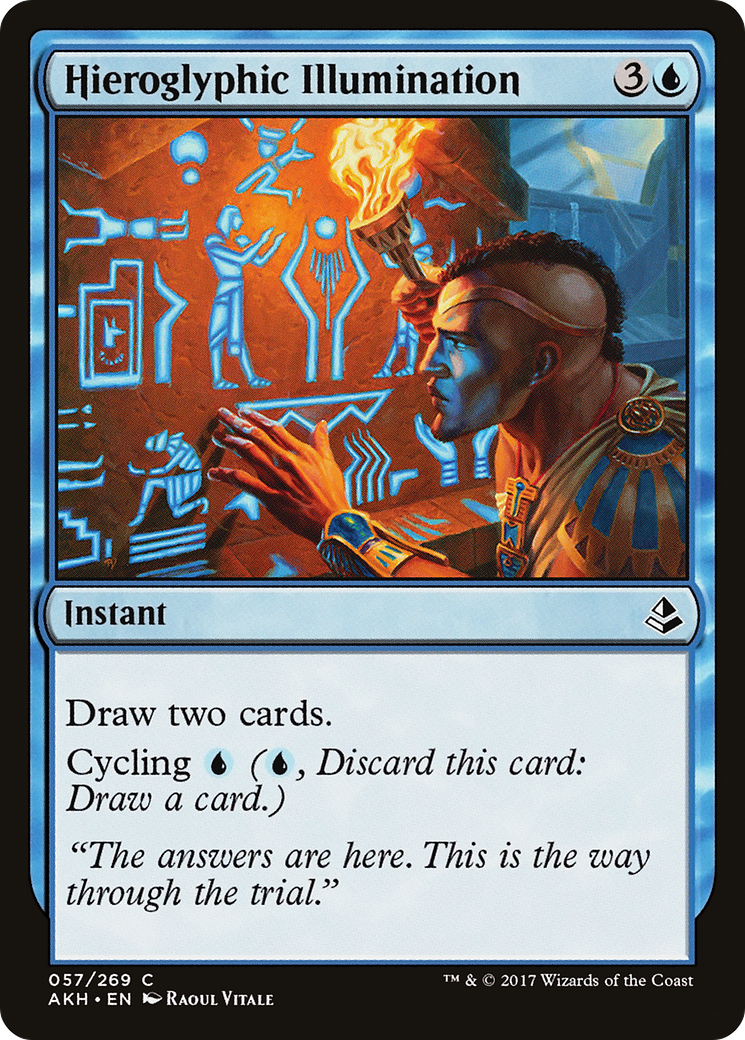 Hieroglyphic Illumination 3
Instant
Draw two cards.
Cycling (, Discard this card:
Draw a card.)
“The answers are here. This is the way
through the trial.”
057/269 C
AKH • EN Raoul Vitale
™ & © 2017 Wizards of the Coast